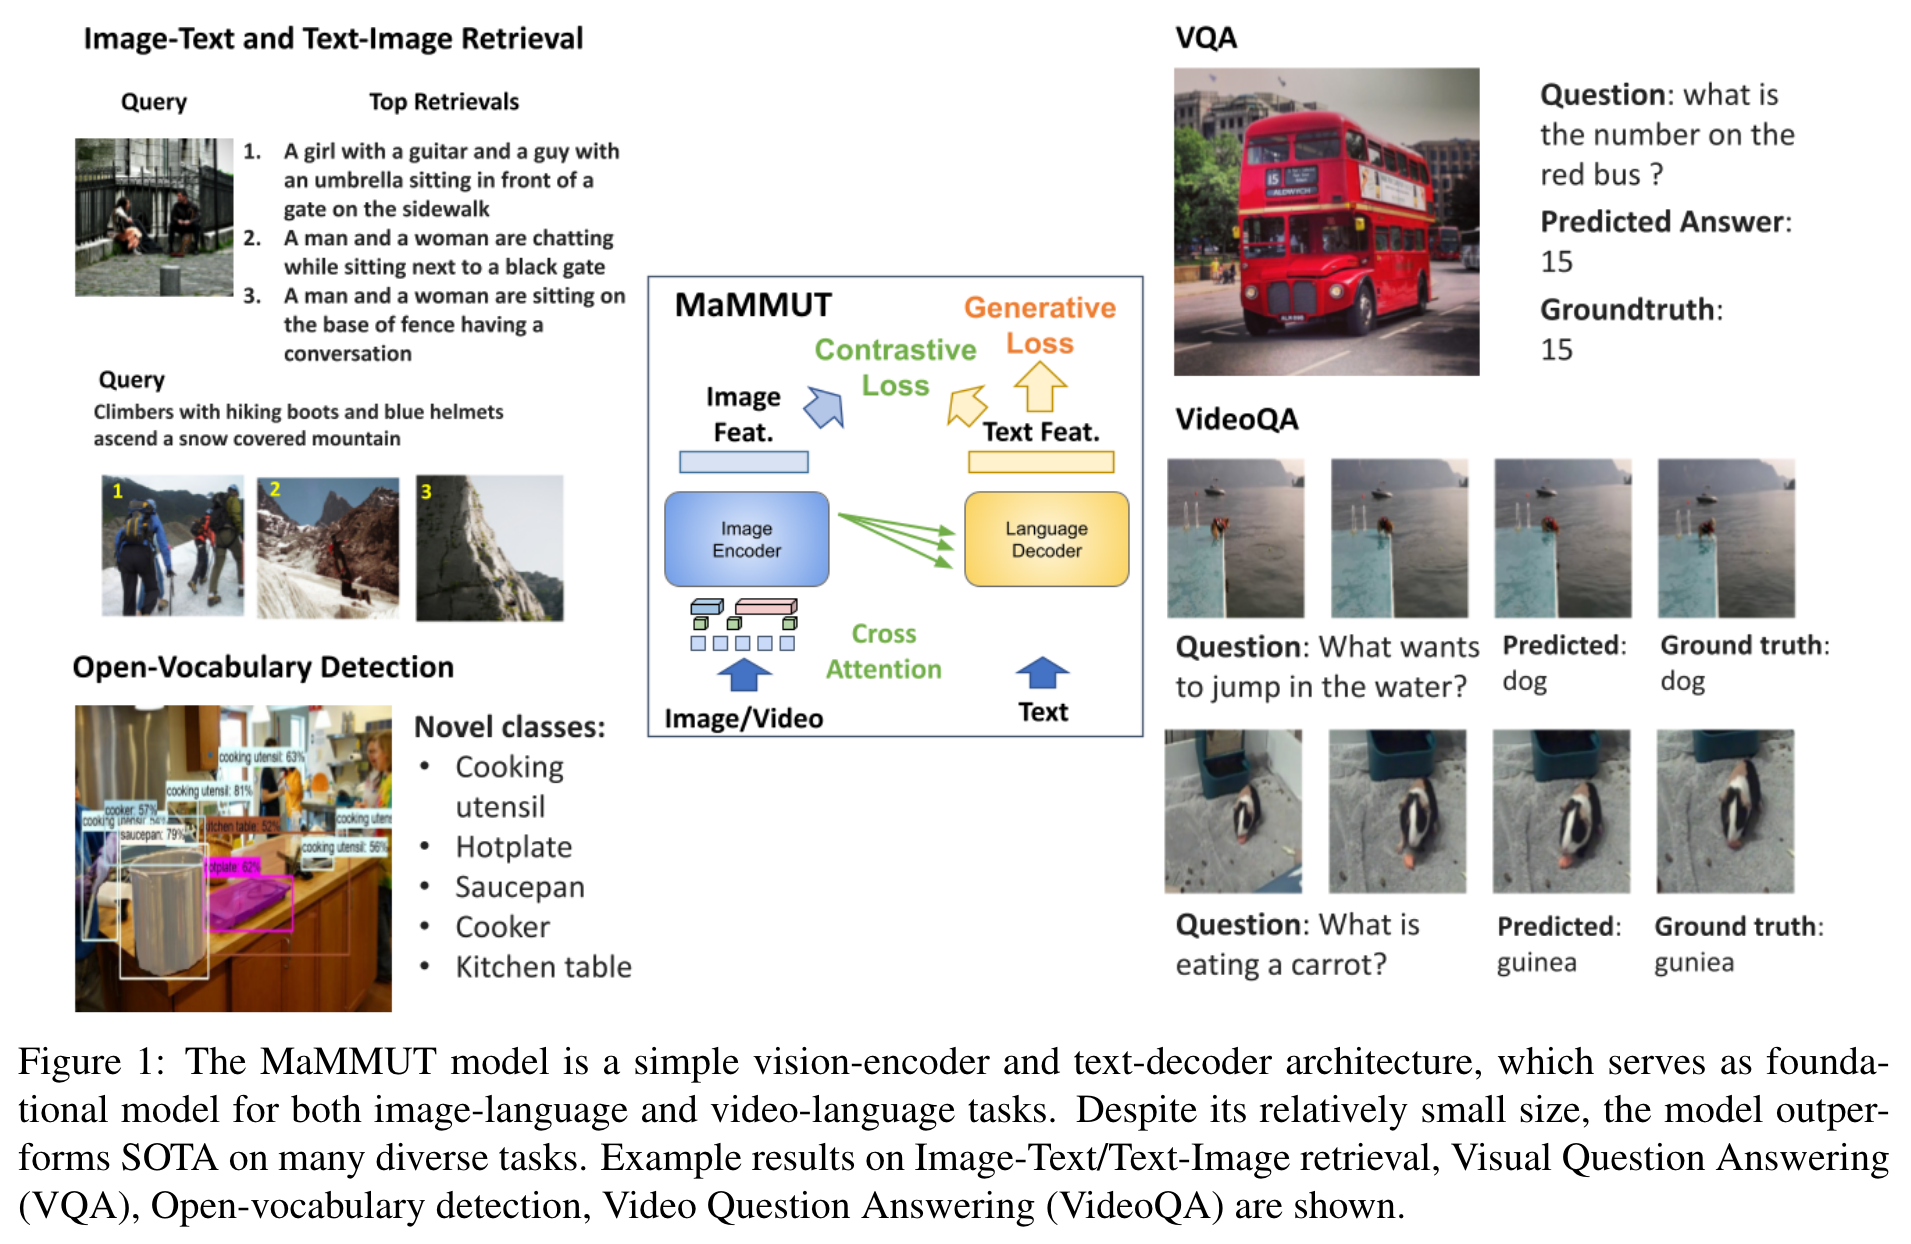 Image-Text and Text-Image Retrieval
Query
Top Retrievals
1. A girl with a guitar and a guy with
an umbrella sitting in front of a
gate on the sidewalk
2. A man and a woman are chatting
while sitting next to a black gate
3. A man and a woman are sitting on
the base of fence having a
conversation
Query
Climbers with hiking boots and blue helmets
ascend a snow covered mountain
1
2
3
Open-Vocabulary Detection
cooking utensil: 63%
cooking utensil: 81%
cooker: 57%
cooking utensil:
saucepan: 79%
itchen table: 52%
cooking utens
cooking utensil: 56%
otplate: 62%
Novel classes:
• Cooking
utensil
• Hotplate
• Saucepan
• Cooker
• Kitchen table
MaMMUT
Generative
Loss
Contrastive
Loss
Image
Feat.
Text Feat.
Image
Encoder
Language
Decoder
Cross
Attention
Image/Video
Text
VQA
15
ALDWYCH
Question: what is
the number on the
red bus ?
Predicted Answer:
15
Groundtruth:
15
VideoQA
Question: What wants
to jump in the water?
Predicted:
dog
Ground truth:
dog
Question: What is
eating a carrot?
Predicted:
guinea
Ground truth:
guniea
Figure 1: The MaMMUT model is a simple vision-encoder and text-decoder architecture, which serves as founda-
tional model for both image-language and video-language tasks. Despite its relatively small size, the model outper-
forms SOTA on many diverse tasks. Example results on Image-Text/Text-Image retrieval, Visual Question Answering
(VQA), Open-vocabulary detection, Video Question Answering (VideoQA) are shown.